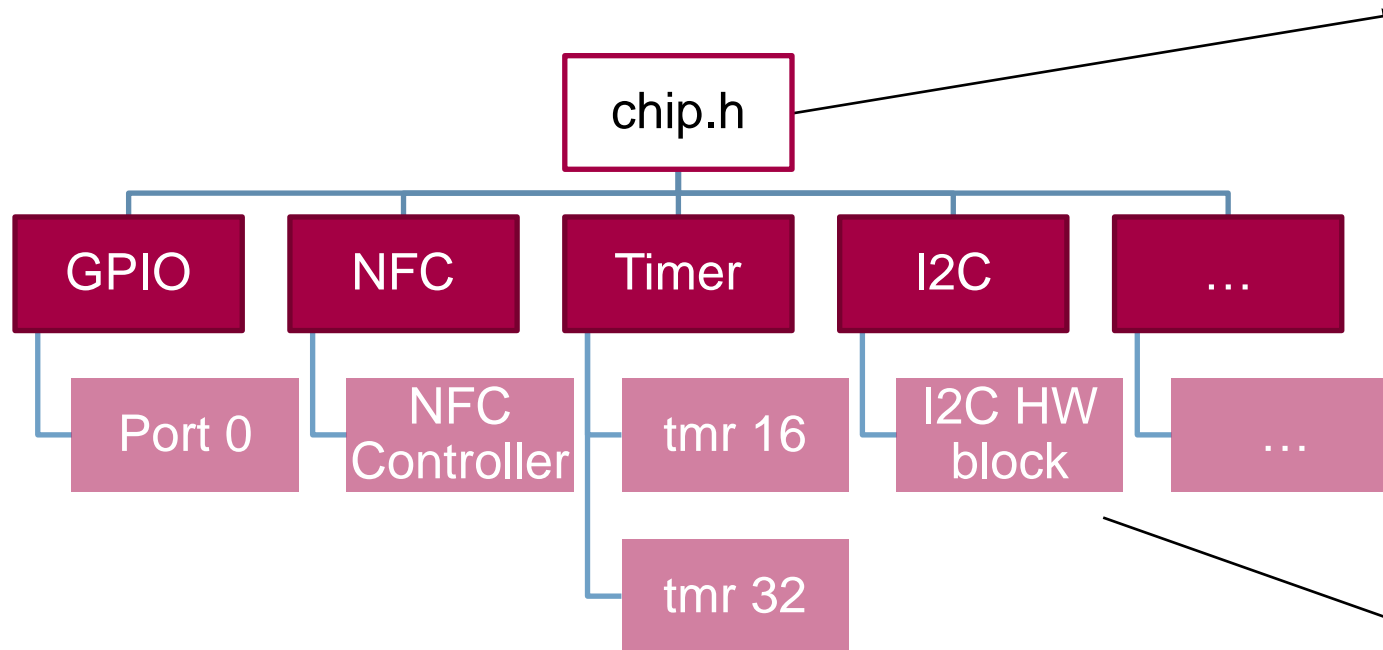 chip.h
GPIO
NFC
Timer
I2C
…
Port 0
NFC
Controller
tmr 16
I2C HW
block
…
tmr 32